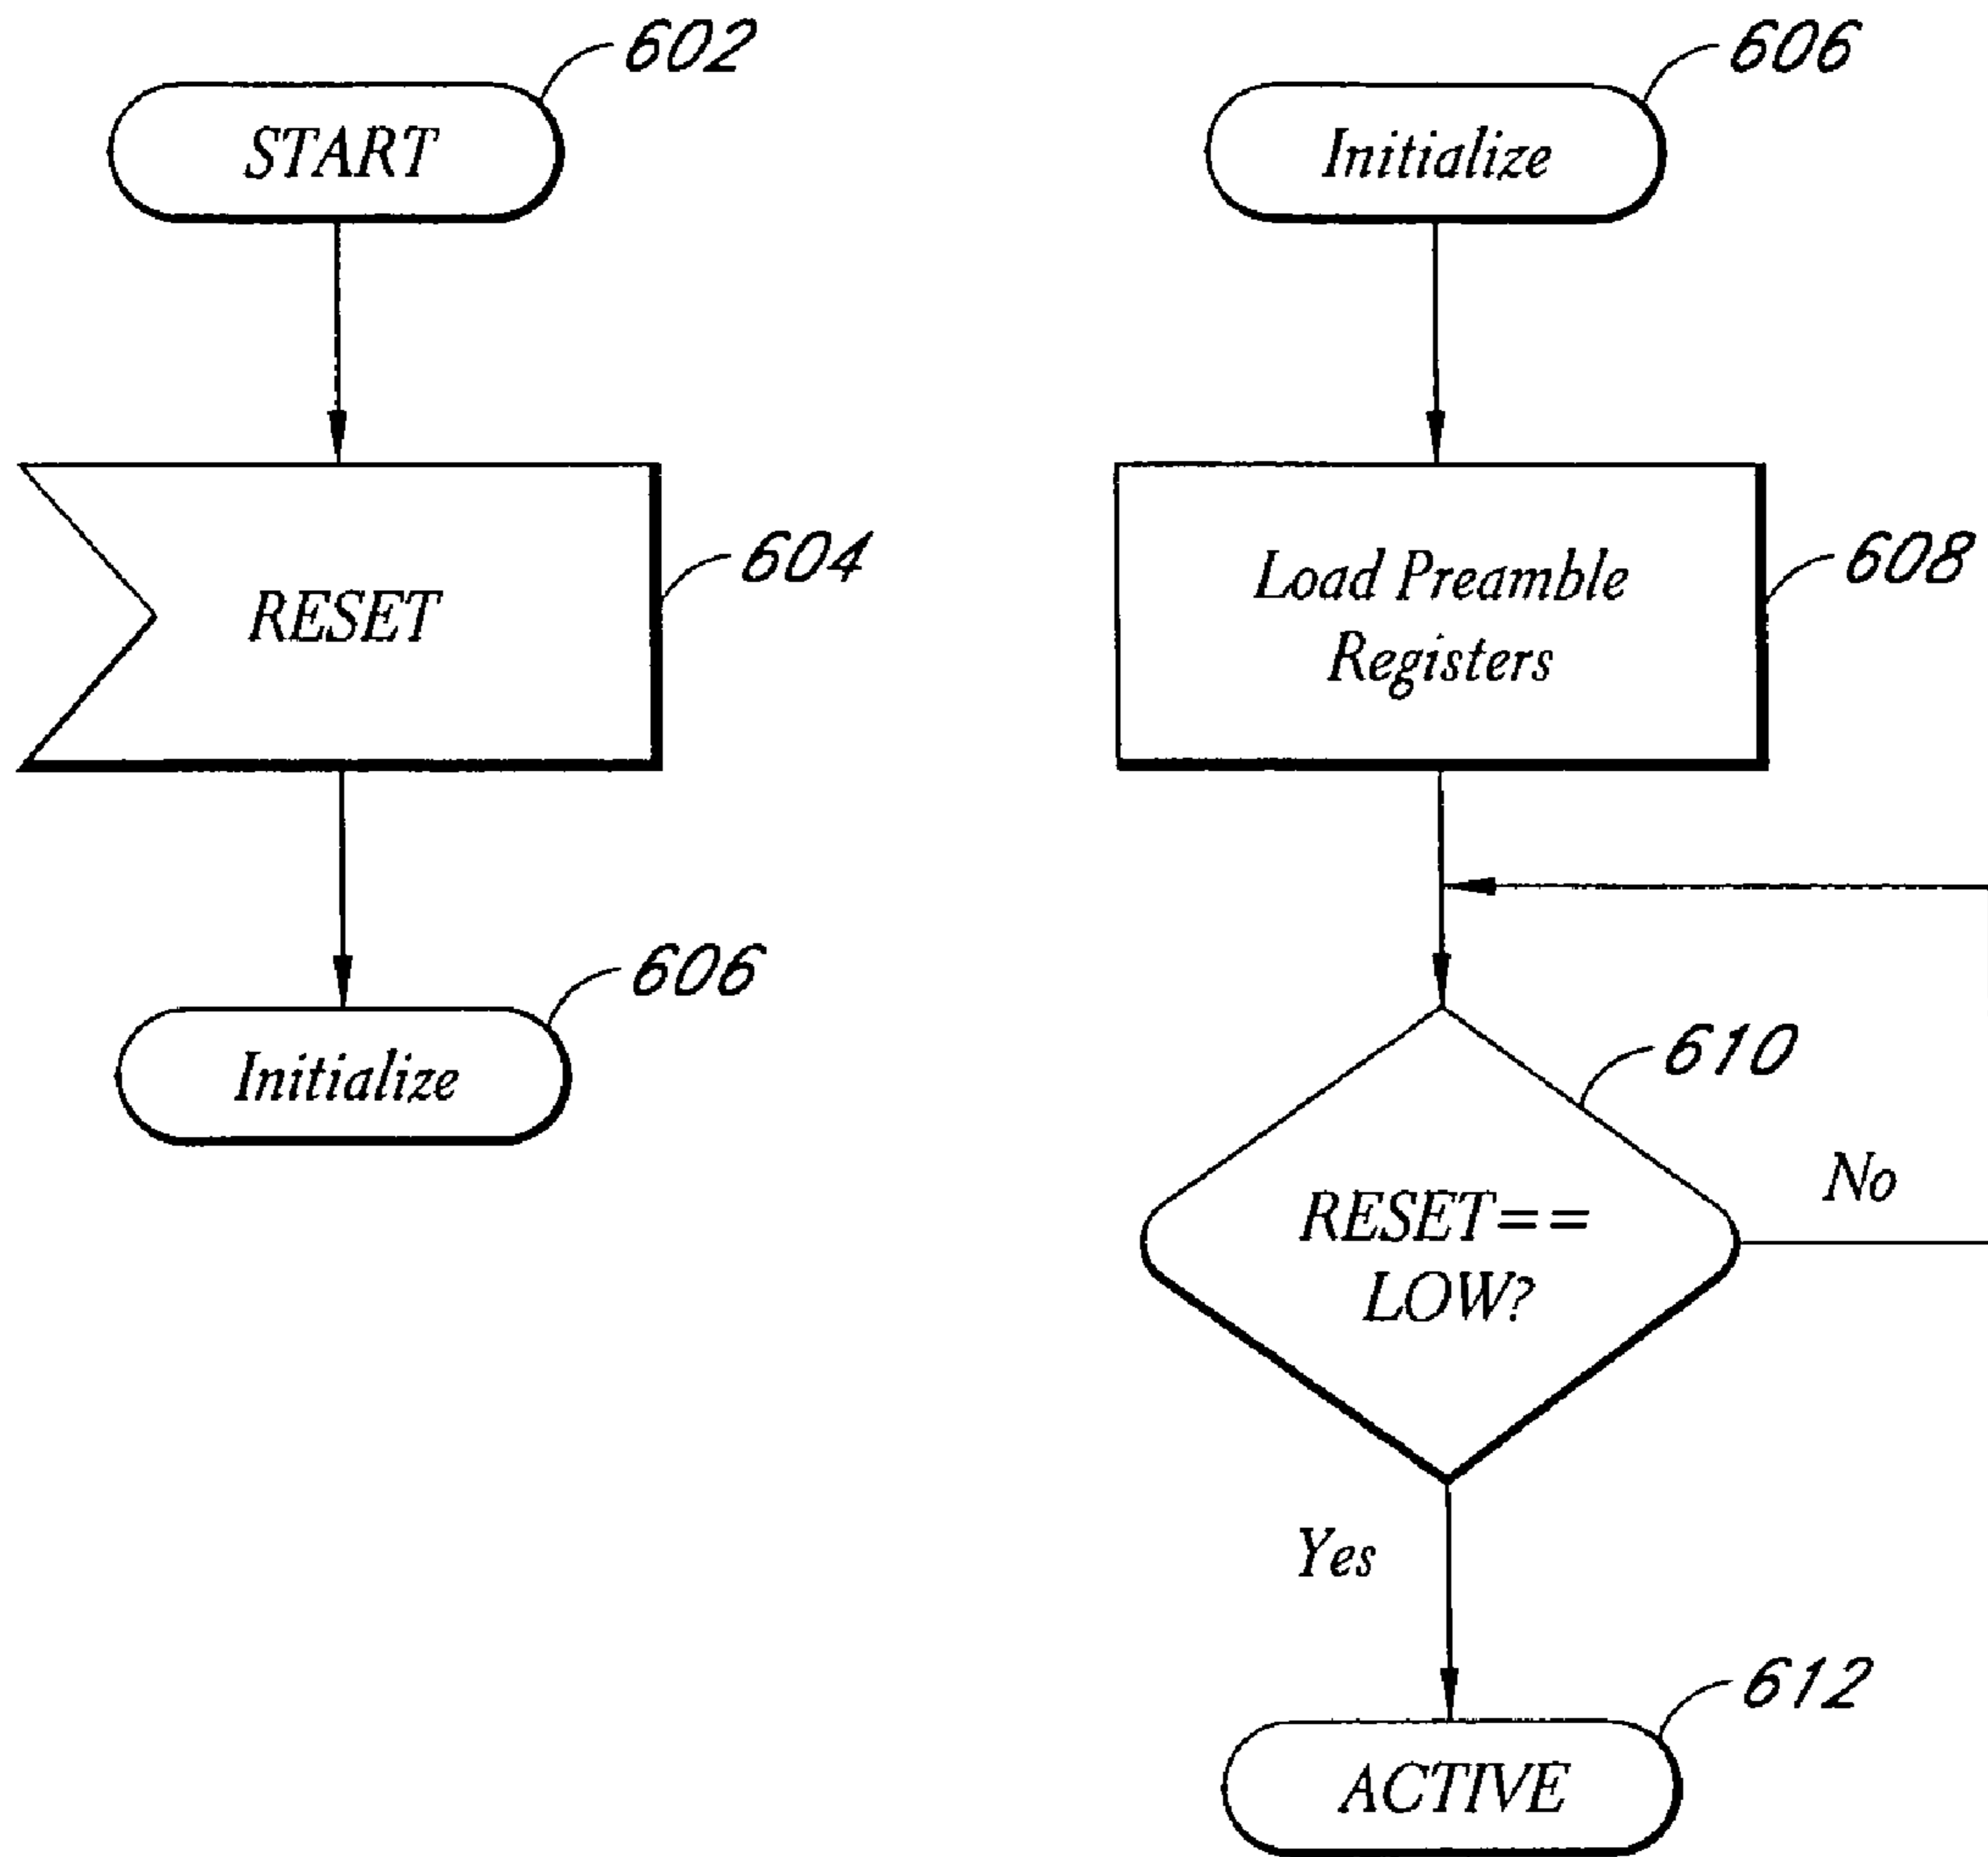 602
START
604
RESET
606
Initialize
606
Initialize
608
Load Preamble
Registers
610
RESET==
LOW?
No
Yes
612
ACTIVE